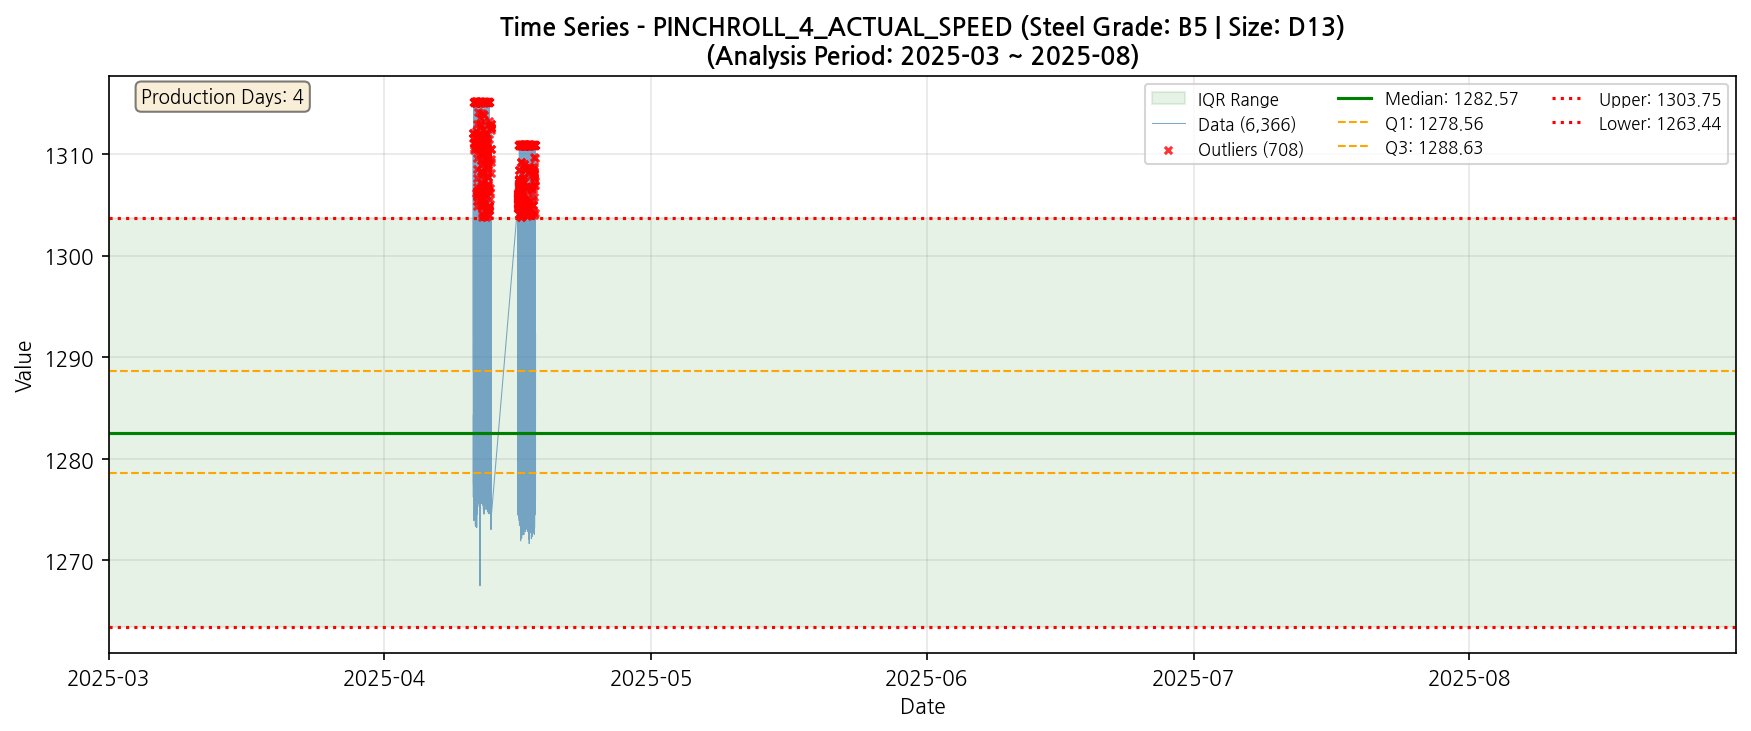 Time Series - PINCHROLL_4_ACTUAL_SPEED (Steel Grade: B5 | Size: D13)
(Analysis Period: 2025-03 ~ 2025-08)
Production Days: 4
IQR Range
Data (6,366)
Outliers (708)
Median: 1282.57
Q1: 1278.56
Q3: 1288.63
Upper: 1303.75
Lower: 1263.44
Value
1310
1300
1290
1280
1270
2025-03
2025-04
2025-05
2025-06
2025-07
2025-08
Date